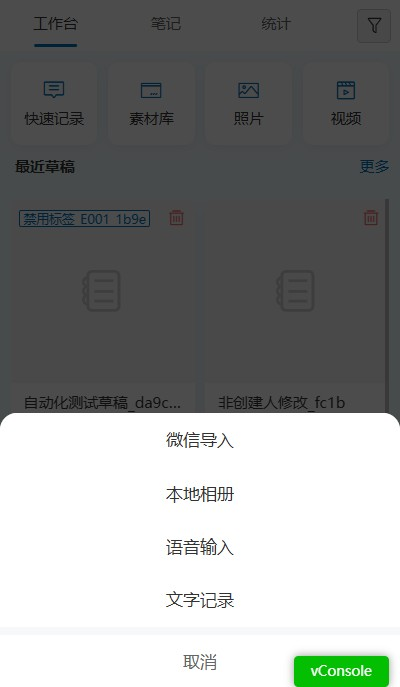 工作台 笔记 统计
快速记录 素材库 照片 视频
最近草稿 更多
禁用标签_E001_1b9e
自动化测试草稿_da9c... 非创建人修改_fc1b
微信导入
本地相册
语音输入
文字记录
取消
vConsole